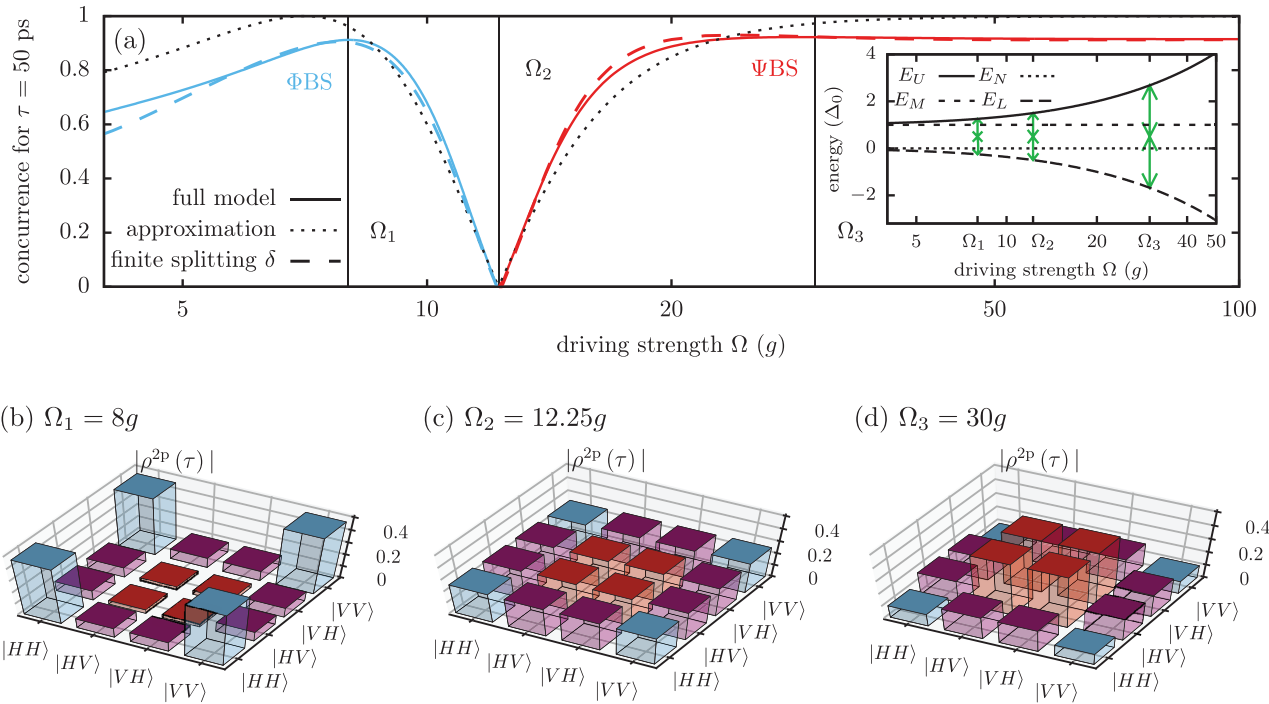 concurrence for τ = 50 ps
1
0.8
0.6
0.4
0.2
0
(a)
ΦBS
ΨBS
Ω₁
Ω₂
Ω₃
full model
approximation
finite splitting δ
5
10
20
50
100
driving strength Ω (g)
energy (Δ₀)
4
2
0
−2
E_U
E_N
E_M
E_L
5 Ω₁ 10 Ω₂ 20 Ω₃ 40 50
driving strength Ω (g)
(b) Ω₁ = 8g
|ρ²ᵖ (τ)|
0.4
0.2
0
|HH⟩
|HV⟩
|VH⟩
|VV⟩
|HH⟩
|HV⟩
|VH⟩
|VV⟩
(c) Ω₂ = 12.25g
|ρ²ᵖ (τ)|
0.4
0.2
0
|HH⟩
|HV⟩
|VH⟩
|VV⟩
|HH⟩
|HV⟩
|VH⟩
|VV⟩
(d) Ω₃ = 30g
|ρ²ᵖ (τ)|
0.4
0.2
0
|HH⟩
|HV⟩
|VH⟩
|VV⟩
|HH⟩
|HV⟩
|VH⟩
|VV⟩